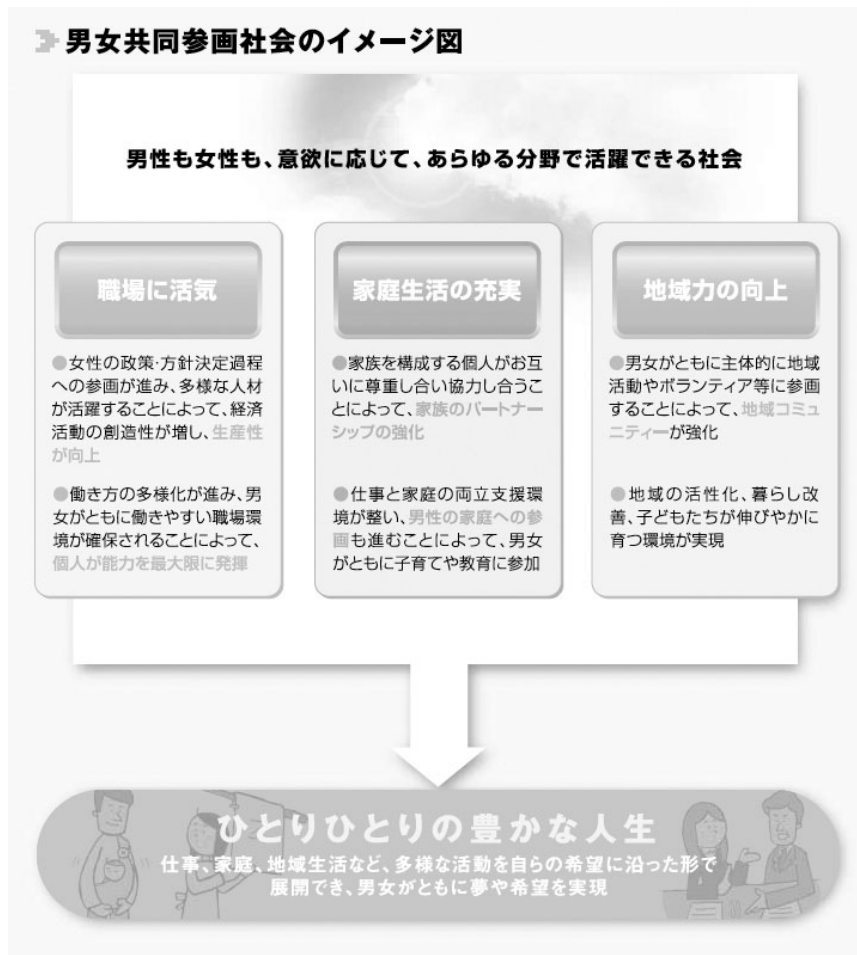 男女共同参画社会のイメージ図
男性も女性も、意欲に応じて、あらゆる分野で活躍できる社会
職場に活気
●女性の政策・方針決定過程
への参画が進み、多様な人材
が活躍することによって、経済
活動の創造性が増し、生産性
が向上
●働き方の多様化が進み、男
女がともに働きやすい職場環
境が確保されることによって、
個人が能力を最大限に発揮
家庭生活の充実
●家族を構成する個人がお互
いに尊重し合い協力し合うこ
とによって、家族のパートナー
シップの強化
●仕事と家庭の両立支援環
境が整い、男性の家庭への参
画も進むことによって、男女
がともに子育てや教育に参加
地域力の向上
●男女がともに主体的に地域
活動やボランティア等に参画
することによって、地域コミュ
ニティーが強化
●地域の活性化、暮らし改
善、子どもたちが伸びやかに
育つ環境が実現
ひとりひとりの豊かな人生
仕事、家庭、地域生活など、多様な活動を自らの希望に沿った形で
展開でき、男女がともに夢や希望を実現